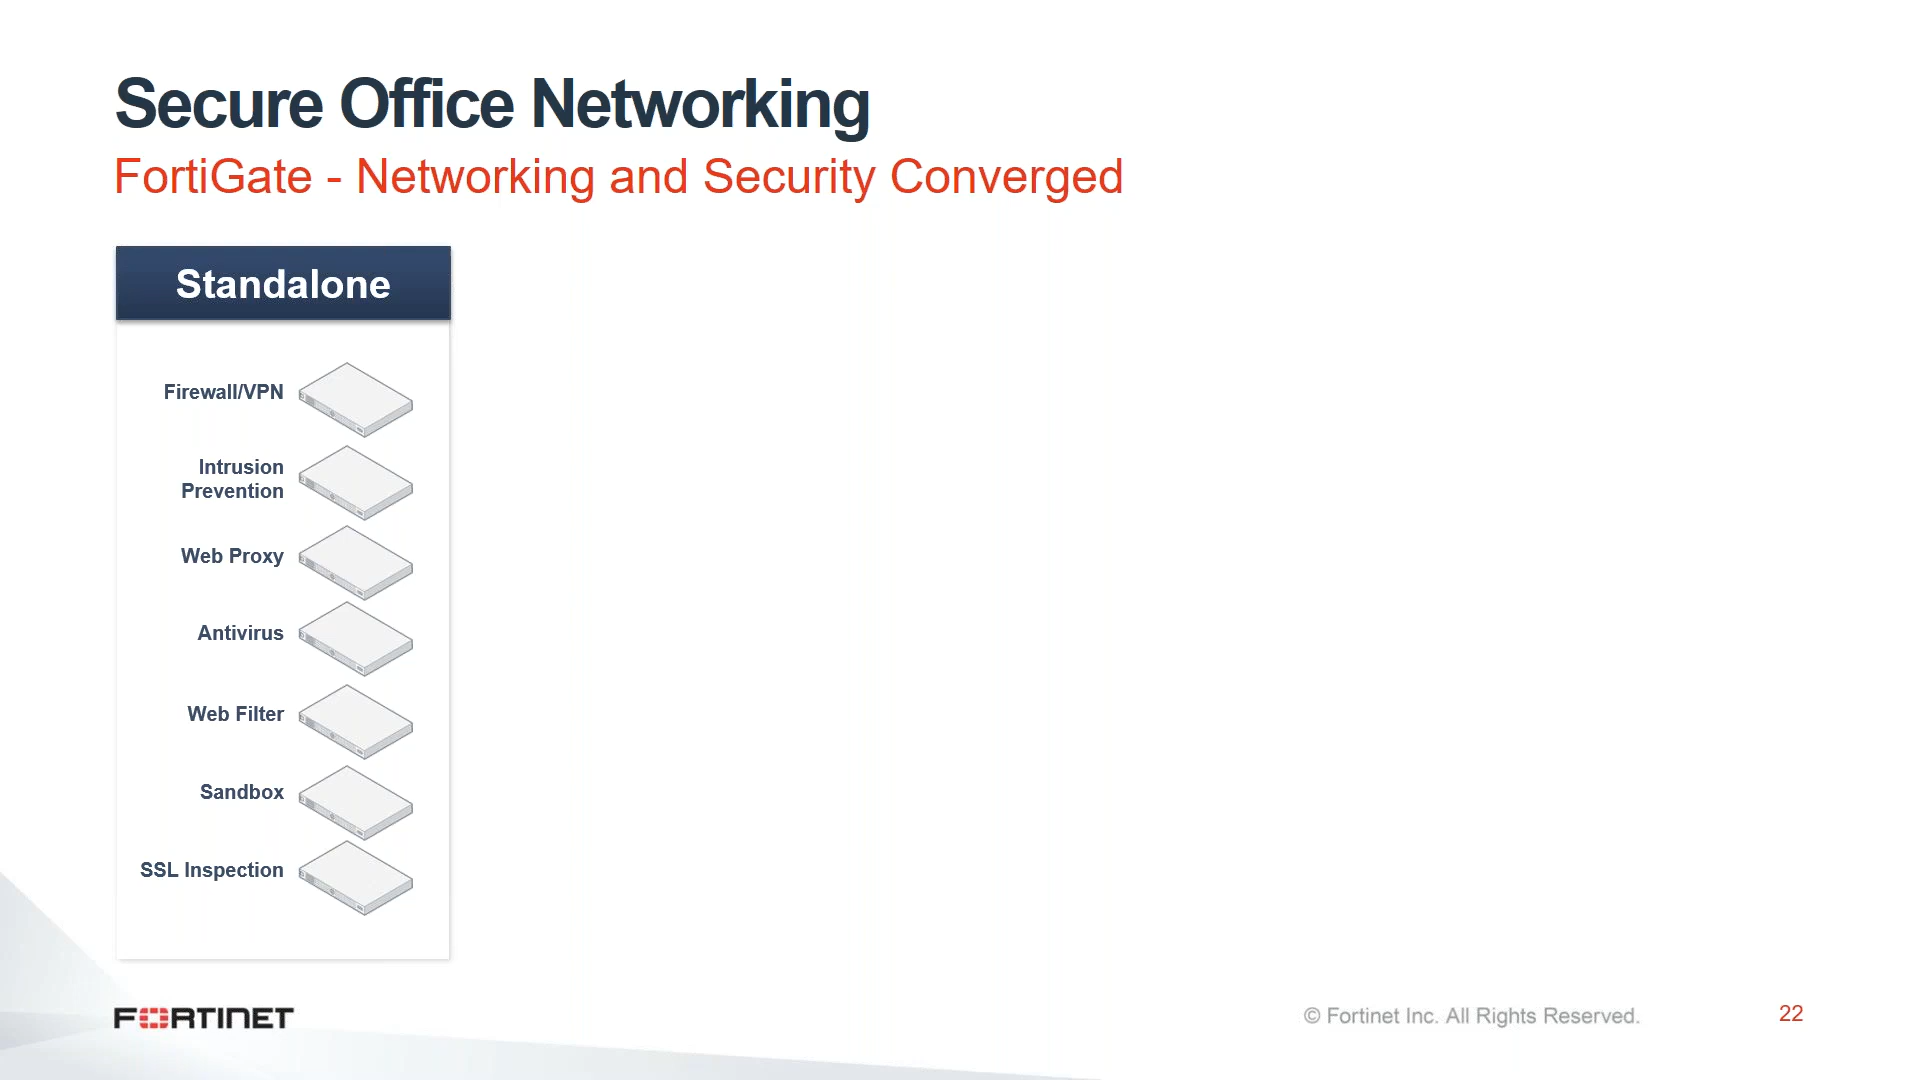 Secure Office Networking
FortiGate - Networking and Security Converged
Standalone
Firewall/VPN
Intrusion
Prevention
Web Proxy
Antivirus
Web Filter
Sandbox
SSL Inspection
FORTINET
© Fortinet Inc. All Rights Reserved.
22